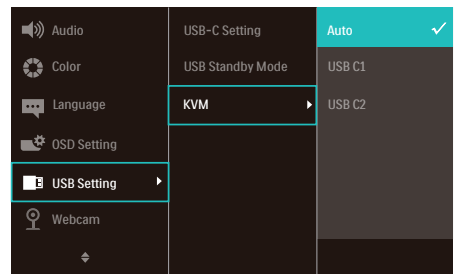 Audio
Color
Language
OSD Setting
USB Setting
Webcam
USB-C Setting
USB Standby Mode
KVM
Auto
USB C1
USB C2